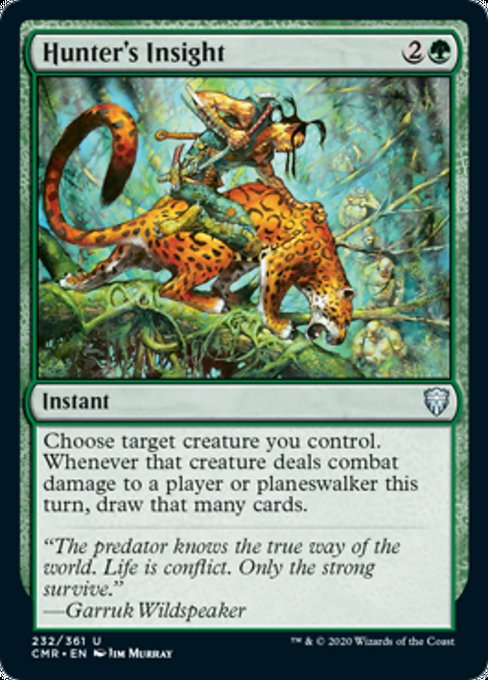 Hunter's Insight 2
Instant
Choose target creature you control.
Whenever that creature deals combat
damage to a player or planeswalker this
turn, draw that many cards.
“The predator knows the true way of the
world. Life is conflict. Only the strong
survive.”
—Garruk Wildspeaker
232/361 U
™ & © 2020 Wizards of the Coast
CMR • EN Jim Murray